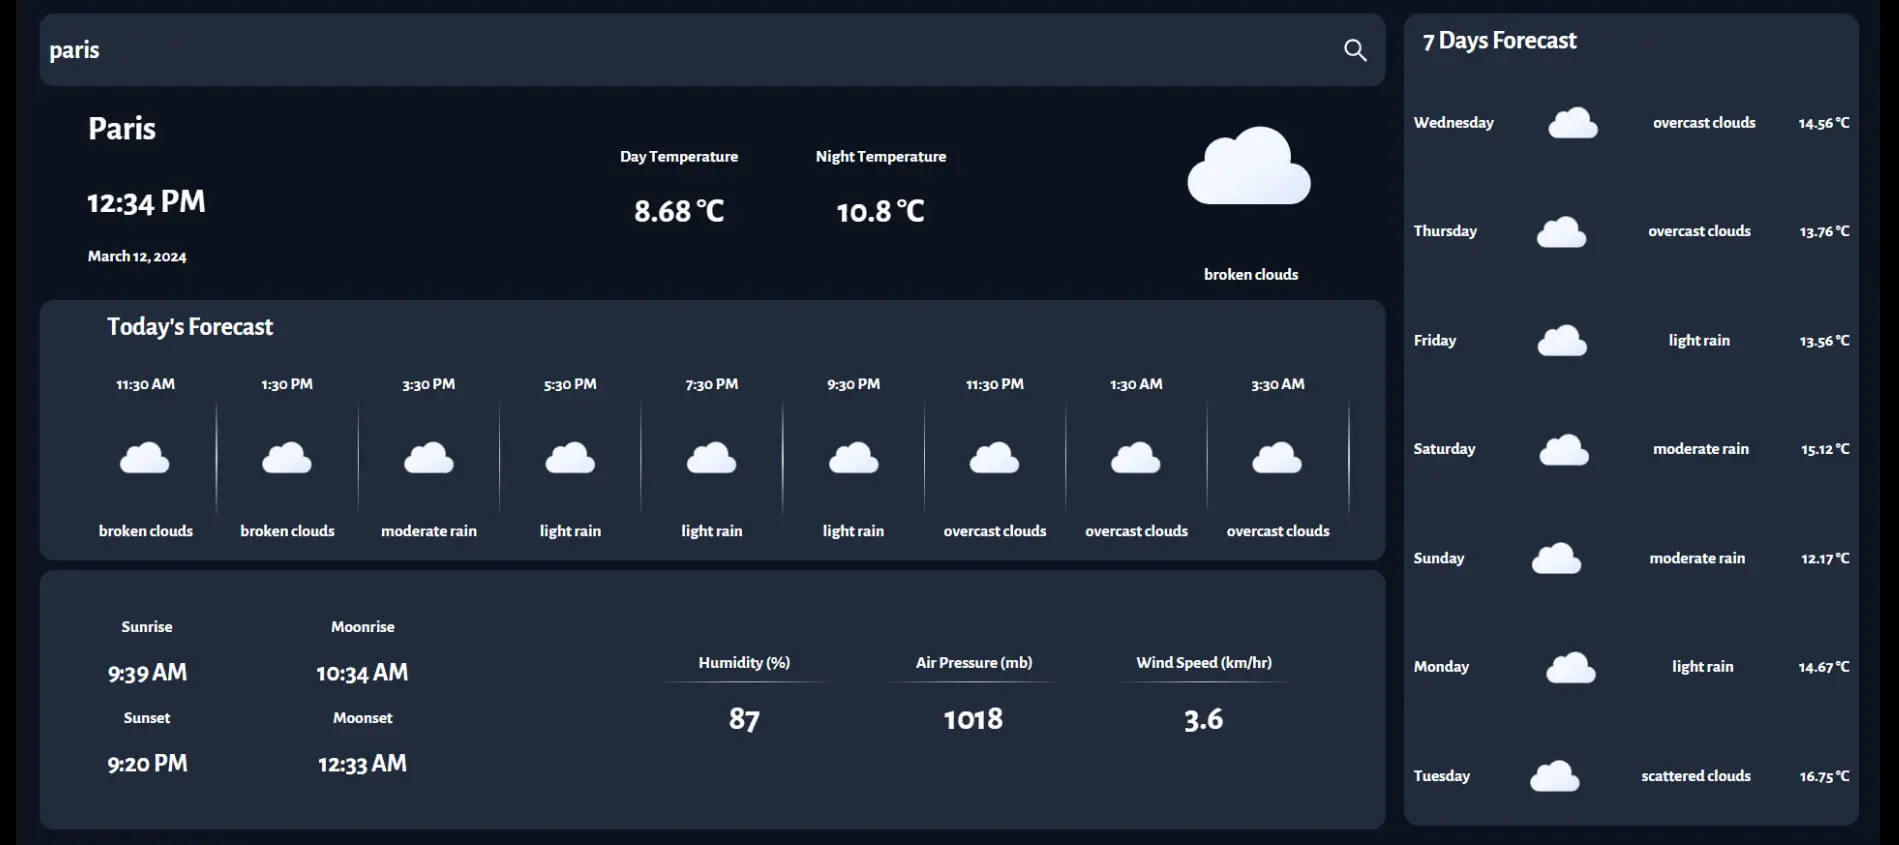 paris
Paris
12:34 PM
March 12, 2024
Day Temperature
8.68 °C
Night Temperature
10.8 °C
broken clouds
Today's Forecast
11:30 AM 1:30 PM 3:30 PM 5:30 PM 7:30 PM 9:30 PM 11:30 PM 1:30 AM 3:30 AM
broken clouds broken clouds moderate rain light rain light rain light rain overcast clouds overcast clouds overcast clouds
Sunrise
9:39 AM
Sunset
9:20 PM
Moonrise
10:34 AM
Moonset
12:33 AM
Humidity (%)
87
Air Pressure (mb)
1018
Wind Speed (km/hr)
3.6
7 Days Forecast
Wednesday overcast clouds 14.56 °C
Thursday overcast clouds 13.76 °C
Friday light rain 13.56 °C
Saturday moderate rain 15.12 °C
Sunday moderate rain 12.17 °C
Monday light rain 14.67 °C
Tuesday scattered clouds 16.75 °C